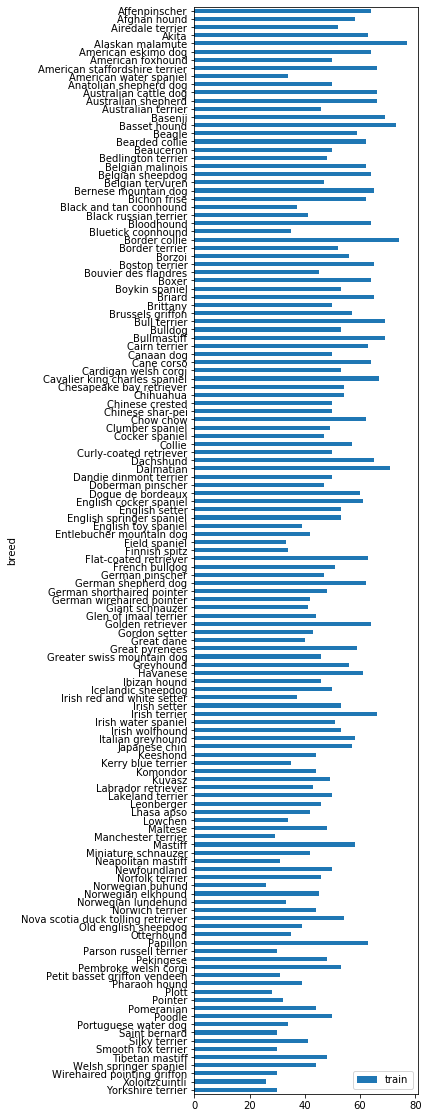 breed
Affenpinscher
Afghan hound
Airedale terrier
Akita
Alaskan malamute
American eskimo dog
American foxhound
American staffordshire terrier
American water spaniel
Anatolian shepherd dog
Australian cattle dog
Australian shepherd
Australian terrier
Basenji
Basset hound
Beagle
Bearded collie
Beauceron
Bedlington terrier
Belgian malinois
Belgian sheepdog
Belgian tervuren
Bernese mountain dog
Bichon frise
Black and tan coonhound
Black russian terrier
Bloodhound
Bluetick coonhound
Border collie
Border terrier
Borzoi
Boston terrier
Bouvier des flandres
Boxer
Boykin spaniel
Briard
Brittany
Brussels griffon
Bull terrier
Bulldog
Bullmastiff
Cairn terrier
Canaan dog
Cane corso
Cardigan welsh corgi
Cavalier king charles spaniel
Chesapeake bay retriever
Chihuahua
Chinese crested
Chinese shar-pei
Chow chow
Clumber spaniel
Cocker spaniel
Collie
Curly-coated retriever
Dachshund
Dalmatian
Dandie dinmont terrier
Doberman pinscher
Dogue de bordeaux
English cocker spaniel
English setter
English springer spaniel
English toy spaniel
Entlebucher mountain dog
Field spaniel
Finnish spitz
Flat-coated retriever
French bulldog
German pinscher
German shepherd dog
German shorthaired pointer
German wirehaired pointer
Giant schnauzer
Glen of imaal terrier
Golden retriever
Gordon setter
Great dane
Great pyrenees
Greater swiss mountain dog
Greyhound
Havanese
Ibizan hound
Icelandic sheepdog
Irish red and white setter
Irish setter
Irish terrier
Irish water spaniel
Irish wolfhound
Italian greyhound
Japanese chin
Keeshond
Kerry blue terrier
Komondor
Kuvasz
Labrador retriever
Lakeland terrier
Leonberger
Lhasa apso
Lowchen
Maltese
Manchester terrier
Mastiff
Miniature schnauzer
Neapolitan mastiff
Newfoundland
Norfolk terrier
Norwegian buhund
Norwegian elkhound
Norwegian lundehund
Norwich terrier
Nova scotia duck tolling retriever
Old english sheepdog
Otterhound
Papillon
Parson russell terrier
Pekingese
Pembroke welsh corgi
Petit basset griffon vendeen
Pharaoh hound
Plott
Pointer
Pomeranian
Poodle
Portuguese water dog
Saint bernard
Silky terrier
Smooth fox terrier
Tibetan mastiff
Welsh springer spaniel
Wirehaired pointing griffon
Xoloitzcuintli
Yorkshire terrier
train
0 20 40 60 80